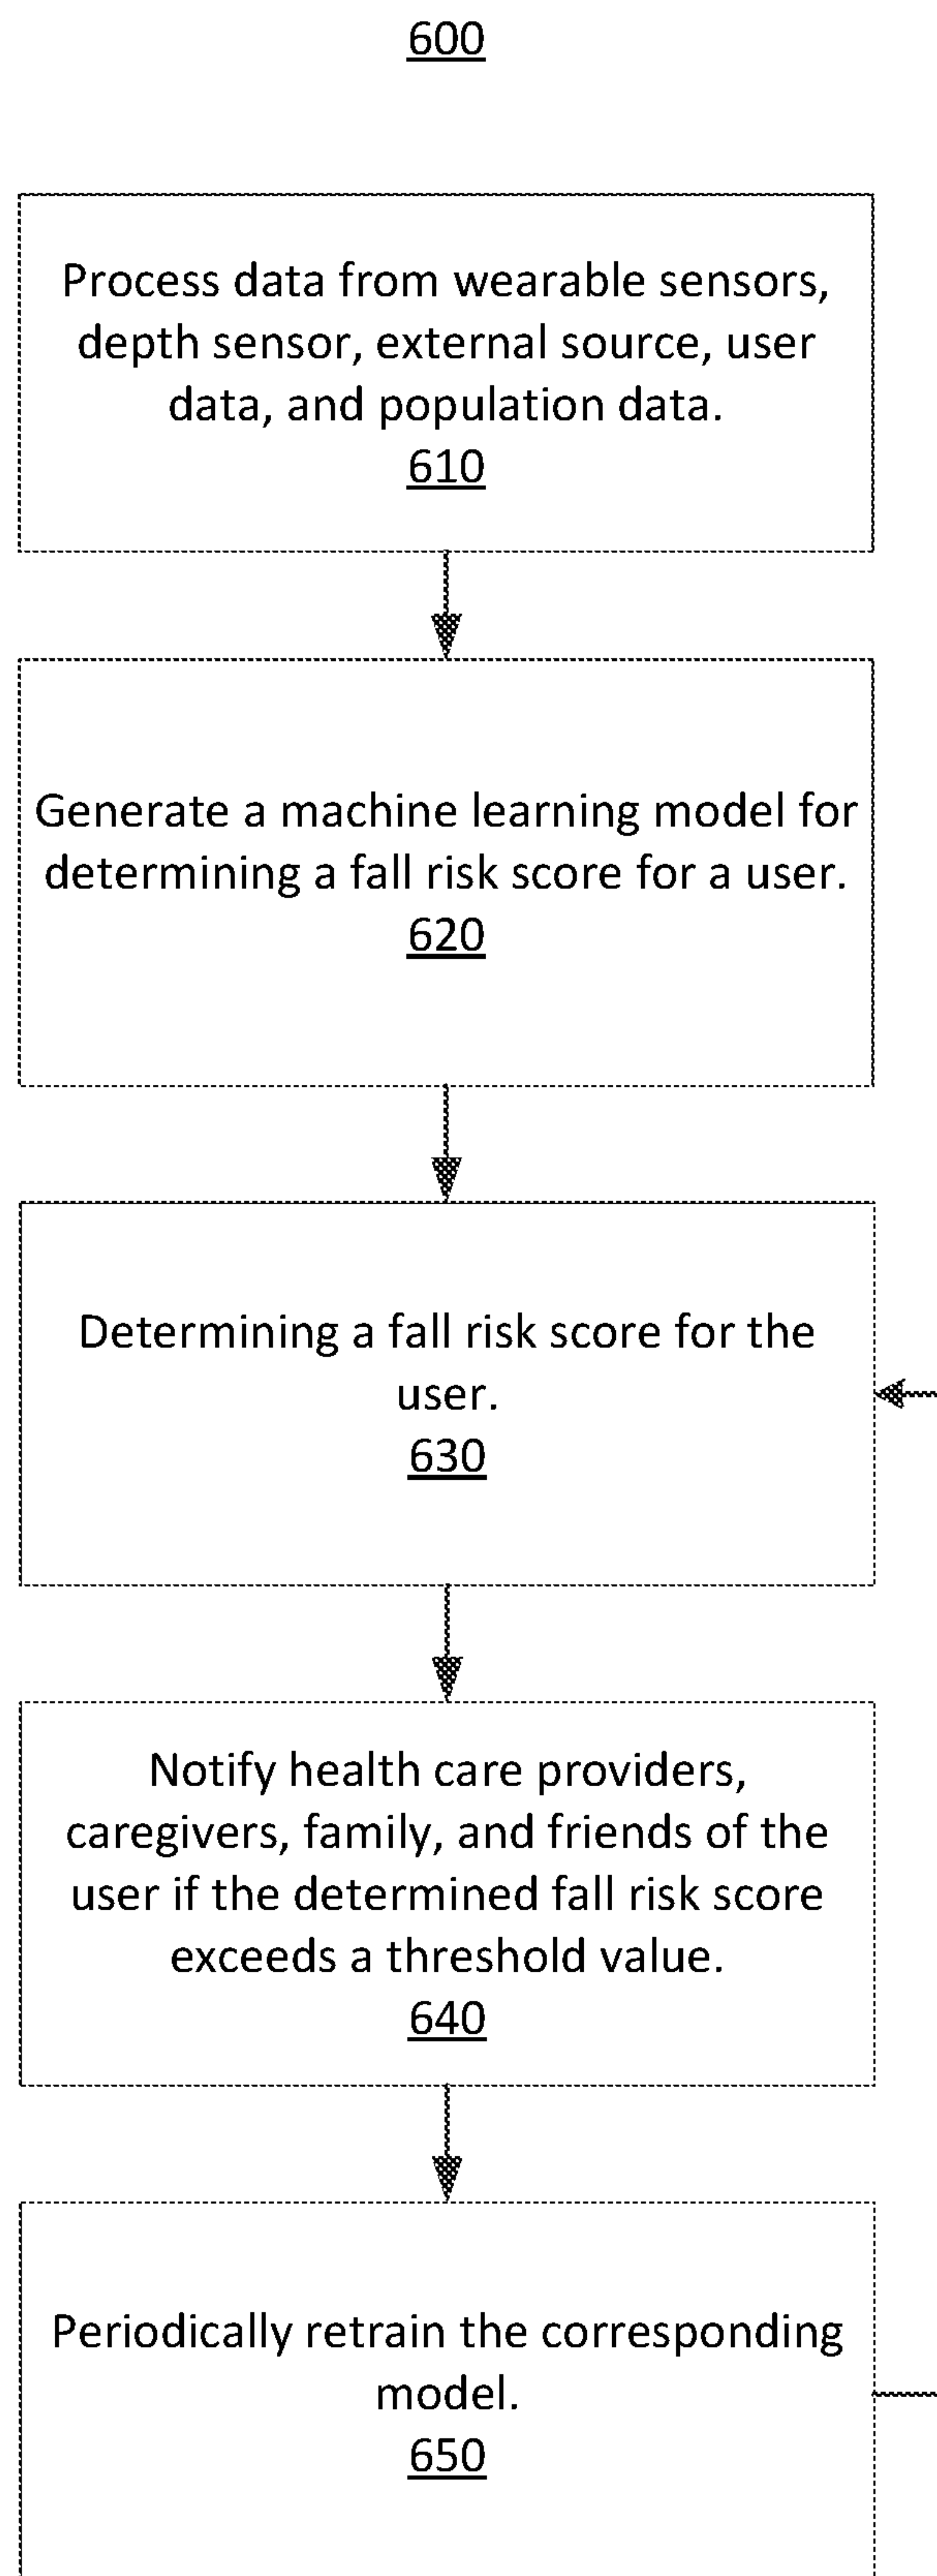 600
Process data from wearable sensors,
depth sensor, external source, user
data, and population data.
610
Generate a machine learning model for
determining a fall risk score for a user.
620
Determining a fall risk score for the
user.
630
Notify health care providers,
caregivers, family, and friends of the
user if the determined fall risk score
exceeds a threshold value.
640
Periodically retrain the corresponding
model.
650